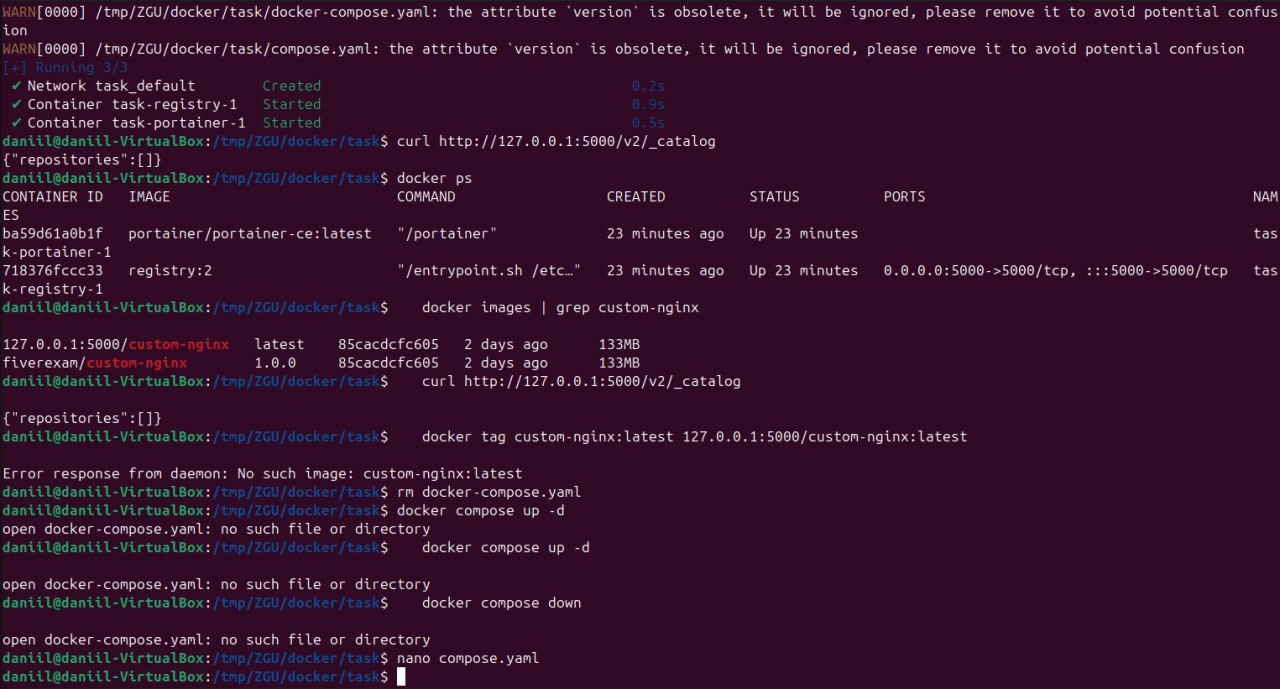 WARN[0000] /tmp/ZGU/docker/task/docker-compose.yaml: the attribute `version` is obsolete, it will be ignored, please remove it to avoid potential confus
ion
WARN[0000] /tmp/ZGU/docker/task/compose.yaml: the attribute `version` is obsolete, it will be ignored, please remove it to avoid potential confusion
[+] Running 3/3
✔ Network task_default Created 0.2s
✔ Container task-registry-1 Started 0.9s
✔ Container task-portainer-1 Started 0.5s
daniil@daniil-VirtualBox:/tmp/ZGU/docker/task$ curl http://127.0.0.1:5000/v2/_catalog
{"repositories":[]}
daniil@daniil-VirtualBox:/tmp/ZGU/docker/task$ docker ps
CONTAINER ID IMAGE COMMAND CREATED STATUS PORTS NAM
ES
ba59d61a0b1f portainer/portainer-ce:latest "/portainer" 23 minutes ago Up 23 minutes tas
k-portainer-1
718376fccc33 registry:2 "/entrypoint.sh /etc…" 23 minutes ago Up 23 minutes 0.0.0.0:5000->5000/tcp, :::5000->5000/tcp tas
k-registry-1
daniil@daniil-VirtualBox:/tmp/ZGU/docker/task$ docker images | grep custom-nginx
127.0.0.1:5000/custom-nginx latest 85cacdcfc605 2 days ago 133MB
fiverexam/custom-nginx 1.0.0 85cacdcfc605 2 days ago 133MB
daniil@daniil-VirtualBox:/tmp/ZGU/docker/task$ curl http://127.0.0.1:5000/v2/_catalog
{"repositories":[]}
daniil@daniil-VirtualBox:/tmp/ZGU/docker/task$ docker tag custom-nginx:latest 127.0.0.1:5000/custom-nginx:latest
Error response from daemon: No such image: custom-nginx:latest
daniil@daniil-VirtualBox:/tmp/ZGU/docker/task$ rm docker-compose.yaml
daniil@daniil-VirtualBox:/tmp/ZGU/docker/task$ docker compose up -d
open docker-compose.yaml: no such file or directory
daniil@daniil-VirtualBox:/tmp/ZGU/docker/task$ docker compose up -d
open docker-compose.yaml: no such file or directory
daniil@daniil-VirtualBox:/tmp/ZGU/docker/task$ docker compose down
open docker-compose.yaml: no such file or directory
daniil@daniil-VirtualBox:/tmp/ZGU/docker/task$ nano compose.yaml
daniil@daniil-VirtualBox:/tmp/ZGU/docker/task$